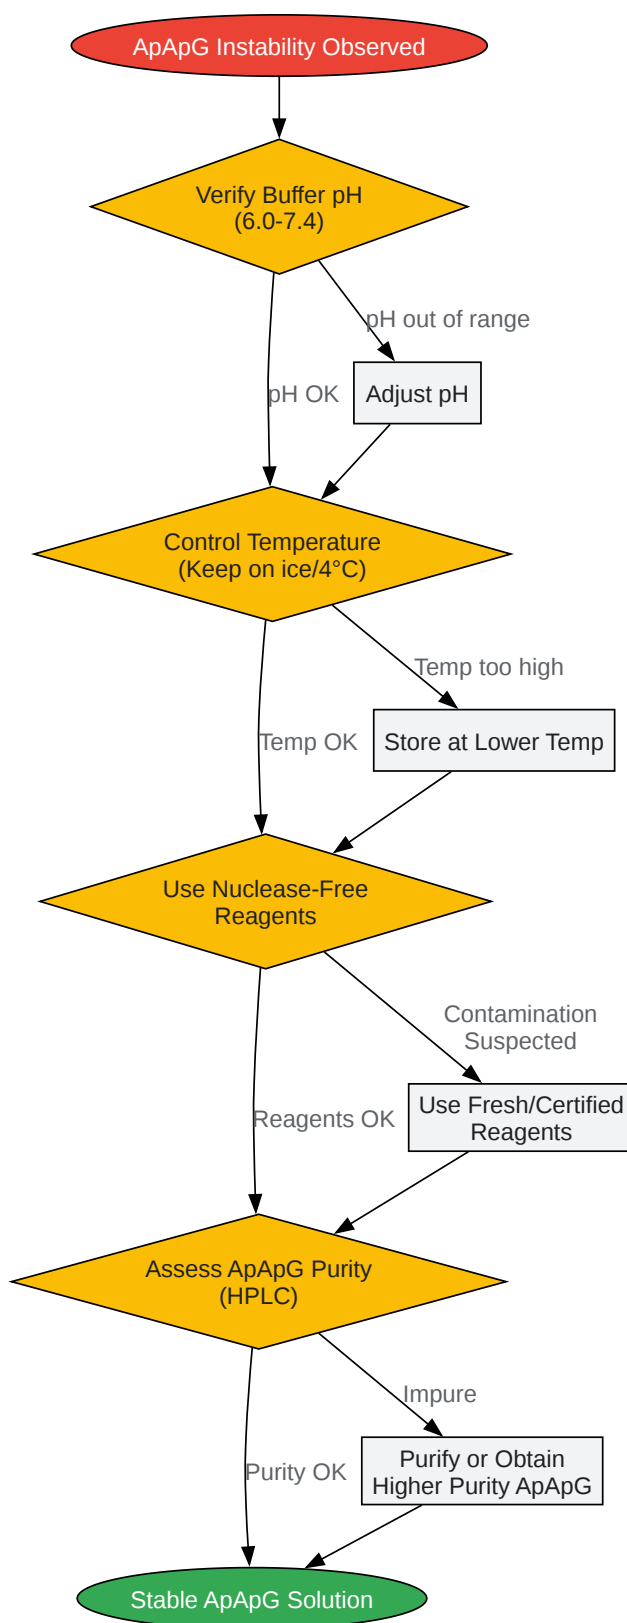 ApApG Instability Observed
Verify Buffer pH
(6.0-7.4)
pH out of range
pH OK
Adjust pH
Control Temperature
(Keep on ice/4°C)
Temp too high
Temp OK
Store at Lower Temp
Use Nuclease-Free
Reagents
Contamination
Suspected
Reagents OK
Use Fresh/Certified
Reagents
Assess ApApG Purity
(HPLC)
Impure
Purity OK
Purify or Obtain
Higher Purity ApApG
Stable ApApG Solution